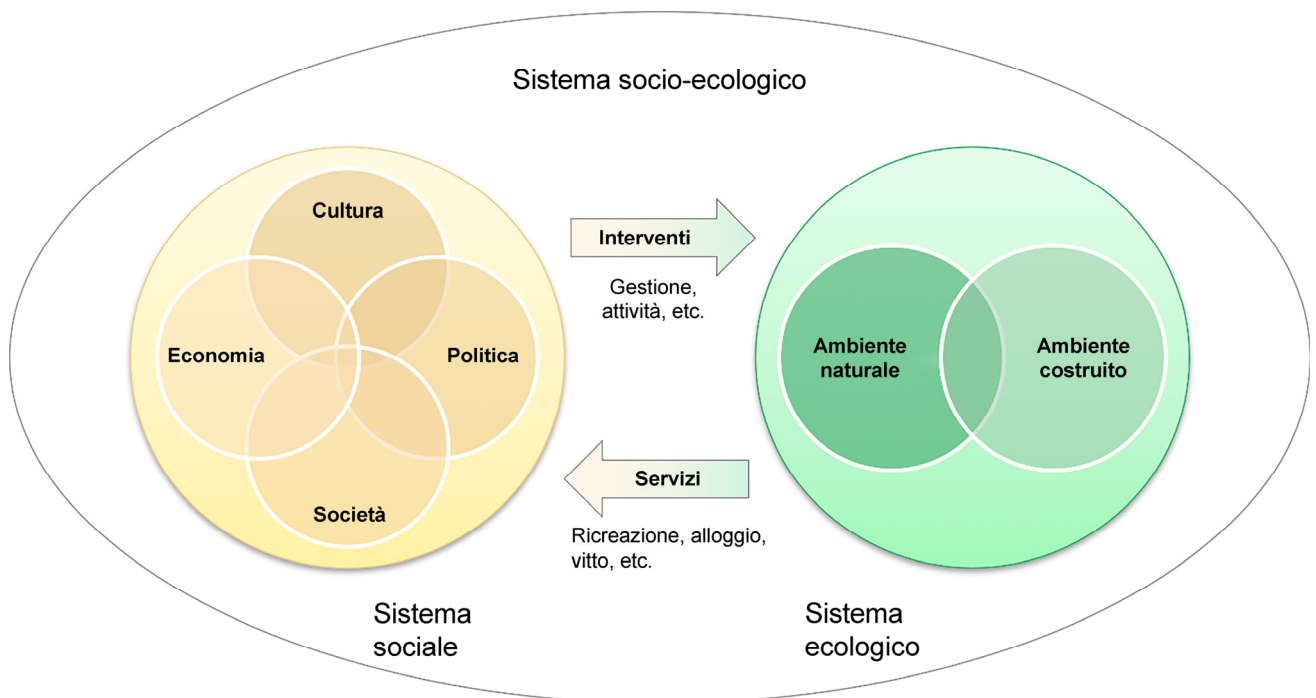 Sistema socio-ecologico
Cultura
Economia
Politica
Società
Interventi
Gestione,
attività, etc.
Servizi
Ricreazione, alloggio,
vitto, etc.
Ambiente
naturale
Ambiente
costruito
Sistema
sociale
Sistema
ecologico